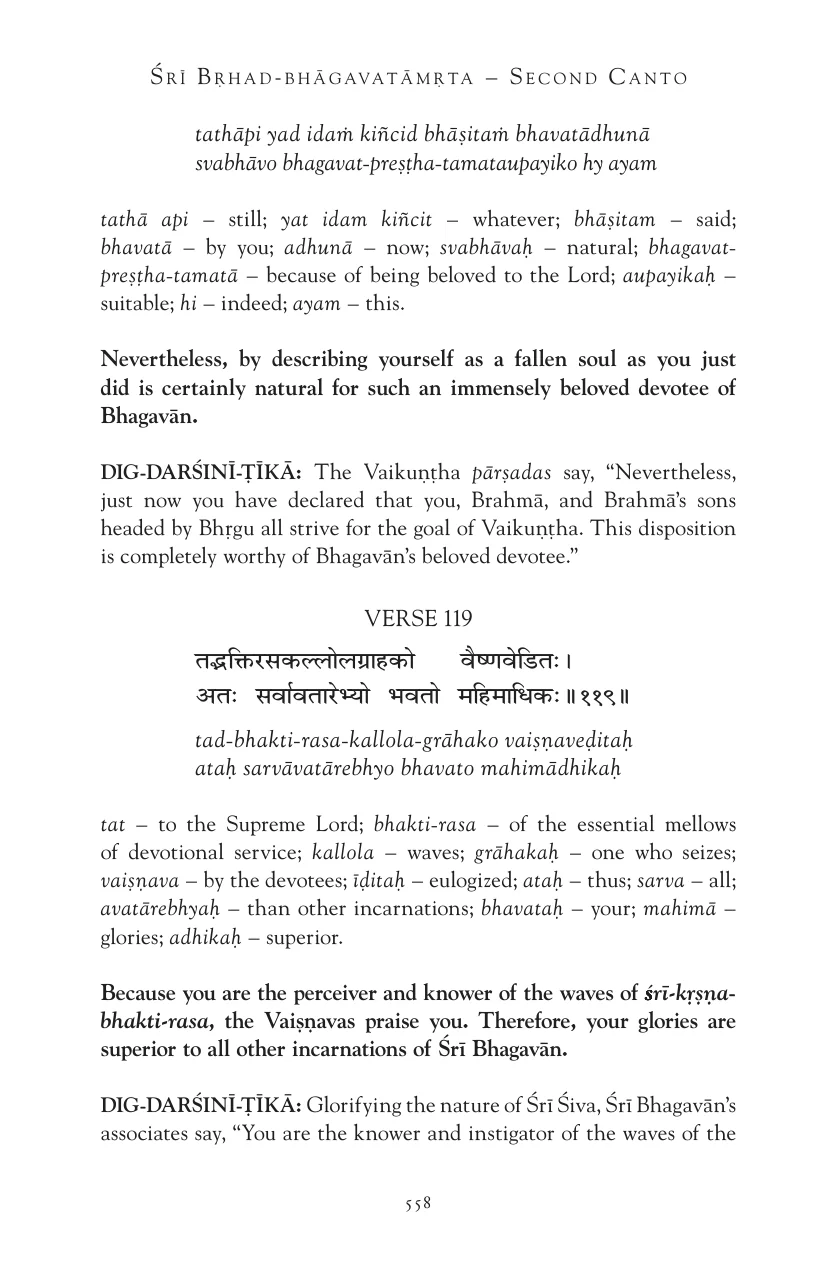 Śrī Bṛhad-bhāgavatāmṛta – Second Canto
tathāpi yad idaṁ kiñcid bhāṣitaṁ bhavatādhunā
svabhāvo bhagavat-preṣṭha-tamataupayiko hy ayam
tathā api – still; yat idam kiñcit – whatever; bhāṣitam – said;
bhavatā – by you; adhunā – now; svabhāvaḥ – natural; bhagavat-
preṣṭha-tamatā – because of being beloved to the Lord; aupayikaḥ –
suitable; hi – indeed; ayam – this.
Nevertheless, by describing yourself as a fallen soul as you just
did is certainly natural for such an immensely beloved devotee of
Bhagavān.
DIG-DARŚINĪ-ṬĪKĀ: The Vaikuṇṭha pārṣadas say, “Nevertheless,
just now you have declared that you, Brahmā, and Brahmā’s sons
headed by Bhṛgu all strive for the goal of Vaikuṇṭha. This disposition
is completely worthy of Bhagavān’s beloved devotee.”
VERSE 119
तद्भक्तिरसकल्लोलग्राहको वैष्णवेडितः ।
अतः सर्वावतारेभ्यो भवतो महिमाधिकः ॥ ११९ ॥
tad-bhakti-rasa-kallola-grāhako vaiṣṇaveḍitaḥ
ataḥ sarvāvatārebhyo bhavato mahimādhikaḥ
tat – to the Supreme Lord; bhakti-rasa – of the essential mellows
of devotional service; kallola – waves; grāhakaḥ – one who seizes;
vaiṣṇava – by the devotees; īḍitaḥ – eulogized; ataḥ – thus; sarva – all;
avatārebhyaḥ – than other incarnations; bhavataḥ – your; mahimā –
glories; adhikaḥ – superior.
Because you are the perceiver and knower of the waves of śrī-kṛṣṇa-
bhakti-rasa, the Vaiṣṇavas praise you. Therefore, your glories are
superior to all other incarnations of Śrī Bhagavān.
DIG-DARŚINĪ-ṬĪKĀ: Glorifying the nature of Śrī Śiva, Śrī Bhagavān’s
associates say, “You are the knower and instigator of the waves of the
558